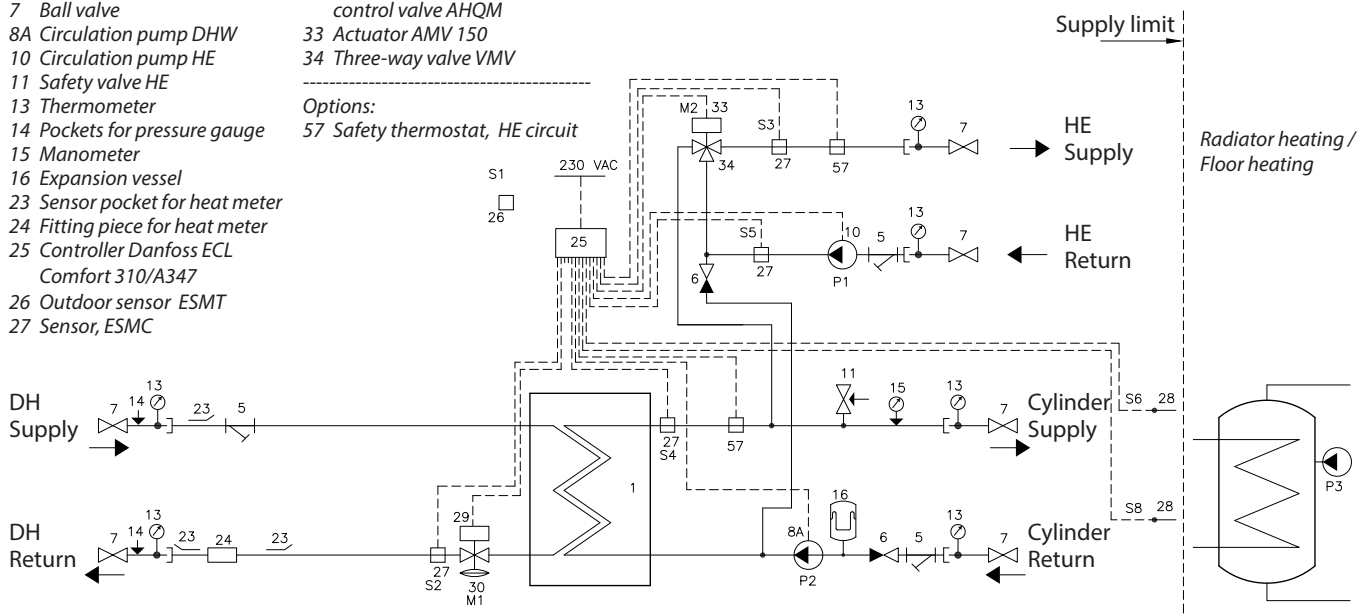 7 Ball valve
8A Circulation pump DHW
10 Circulation pump HE
11 Safety valve HE
13 Thermometer
14 Pockets for pressure gauge
15 Manometer
16 Expansion vessel
23 Sensor pocket for heat meter
24 Fitting piece for heat meter
25 Controller Danfoss ECL
Comfort 310/A347
26 Outdoor sensor ESMT
27 Sensor, ESMC
control valve AHQM
33 Actuator AMV 150
34 Three-way valve VMV
Options:
57 Safety thermostat, HE circuit
Supply limit
Radiator heating /
Floor heating
M2 33
S3
13
7
HE
Supply
34
27
57
S1
26
230 VAC
25
S5
10
5
13
7
HE
Return
27
P1
6
DH
Supply
7
14
13
23
5
27
S4
57
11
15
13
7
Cylinder
Supply
S6 28
1
P3
S8 28
DH
Return
7
14
13
23
24
23
29
27
S2
30
M1
8A
P2
16
6
5
13
7
Cylinder
Return